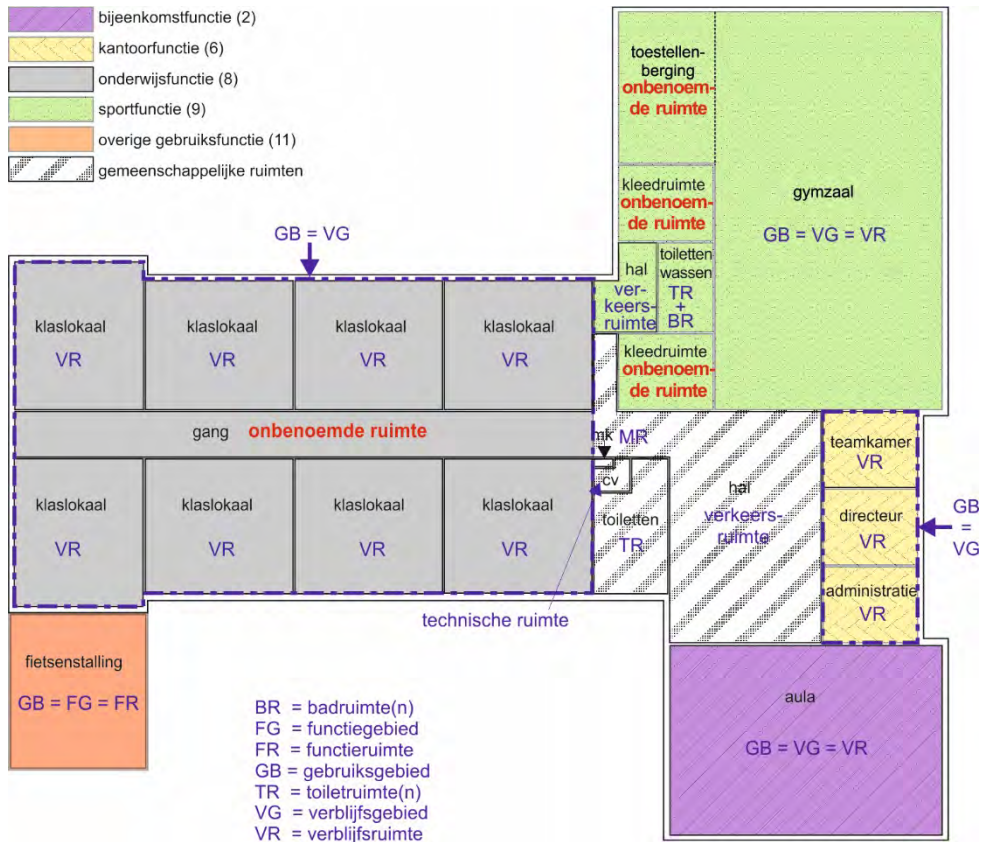 bijeenkomstfunctie (2)
kantoorfunctie (6)
onderwijsfunctie (8)
sportfunctie (9)
overige gebruiksfunctie (11)
gemeenschappelijke ruimten
toestellen-
berging
onbenoem-
de ruimte
kleedruimte
onbenoem-
de ruimte
gymzaal
GB = VG = VR
hal
ver-
keers-
ruimte
toiletten
wassen
TR
+
BR
kleedruimte
onbenoem-
de ruimte
GB = VG
klaslokaal
VR
klaslokaal
VR
klaslokaal
VR
klaslokaal
VR
gang onbenoemde ruimte
mk MR
cv
klaslokaal
VR
klaslokaal
VR
klaslokaal
VR
klaslokaal
VR
toiletten
TR
hal
verkeers-
ruimte
teamkamer
VR
directeur
VR
administratie
VR
GB
=
VG
technische ruimte
fietsenstalling
GB = FG = FR
aula
GB = VG = VR
BR = badruimte(n)
FG = functiegebied
FR = functieruimte
GB = gebruiksgebied
TR = toiletruimte(n)
VG = verblijfsgebied
VR = verblijfsruimte